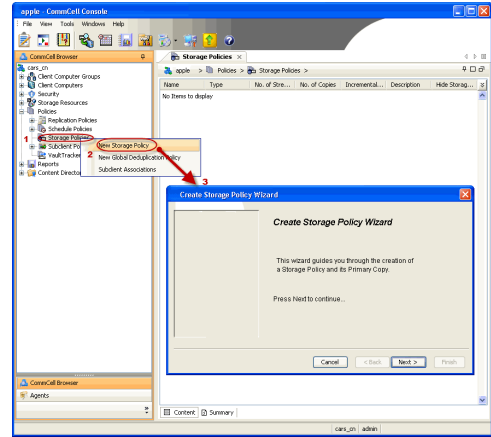 apple - CommCell Console
File View Tools Windows Help
CommCell Browser
cars_cn
Client Computer Groups
Client Computers
Security
Storage Resources
Policies
Replication Policies
Schedule Policies
1 Storage Policies
Subclient Po
VaultTracker
Reports
Content Director
2 New Storage Policy
New Global Deduplication Policy
Subclient Associations
3
Storage Policies ×
apple > Policies > Storage Policies >
Name Type No. of Stre... No. of Copies Incremental... Description Hide Storag...
No Items to display
Create Storage Policy Wizard
Create Storage Policy Wizard
This wizard guides you through the creation of
a Storage Policy and its Primary Copy.
Press Next to continue...
Cancel < Back Next > Finish
CommCell Browser
Agents
Content Summary
cars_cn admin